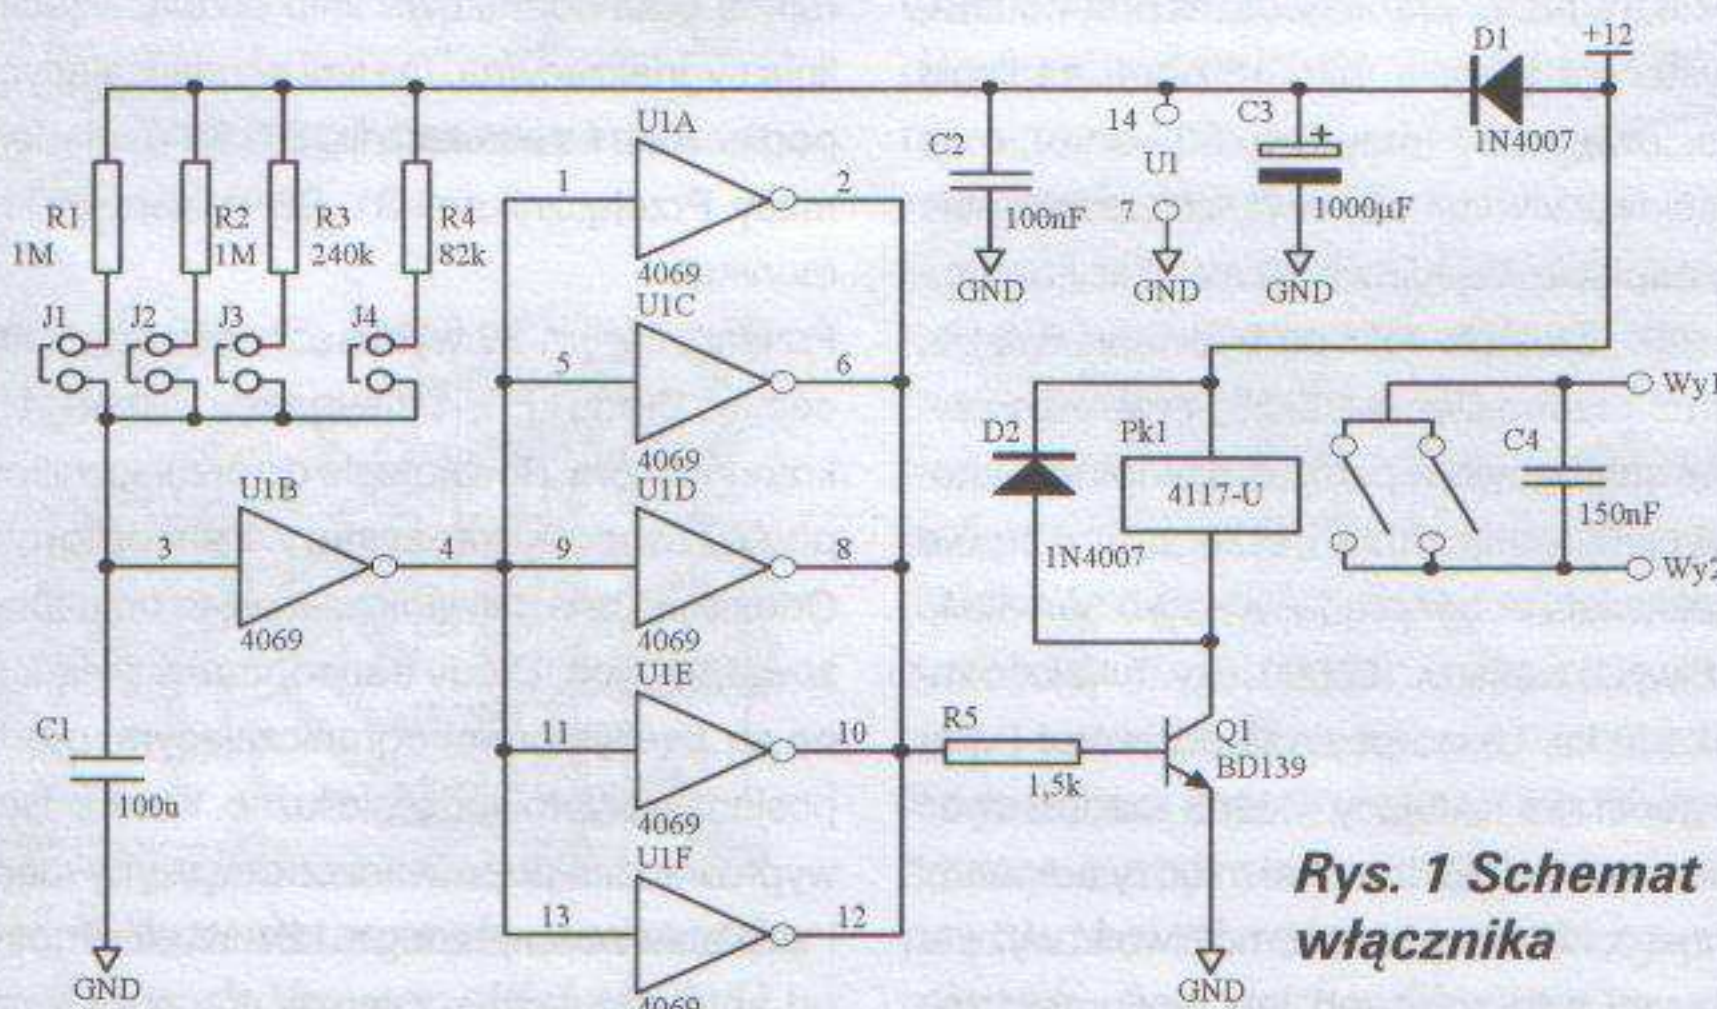 D1
+12
1N4007
C2
100nF
GND
14
U1
7
GND
C3
+
1000µF
GND
R1
1M
R2
1M
R3
240k
R4
82k
J1
J2
J3
J4
U1A
1
2
4069
U1C
5
6
4069
U1B
3
4
4069
U1D
9
8
4069
U1E
11
10
4069
U1F
13
12
4069
C1
100u
GND
D2
1N4007
Pk1
4117-U
C4
150nF
Wy1
Wy2
R5
1,5k
Q1
BD139
GND
Rys. 1 Schemat
włącznika